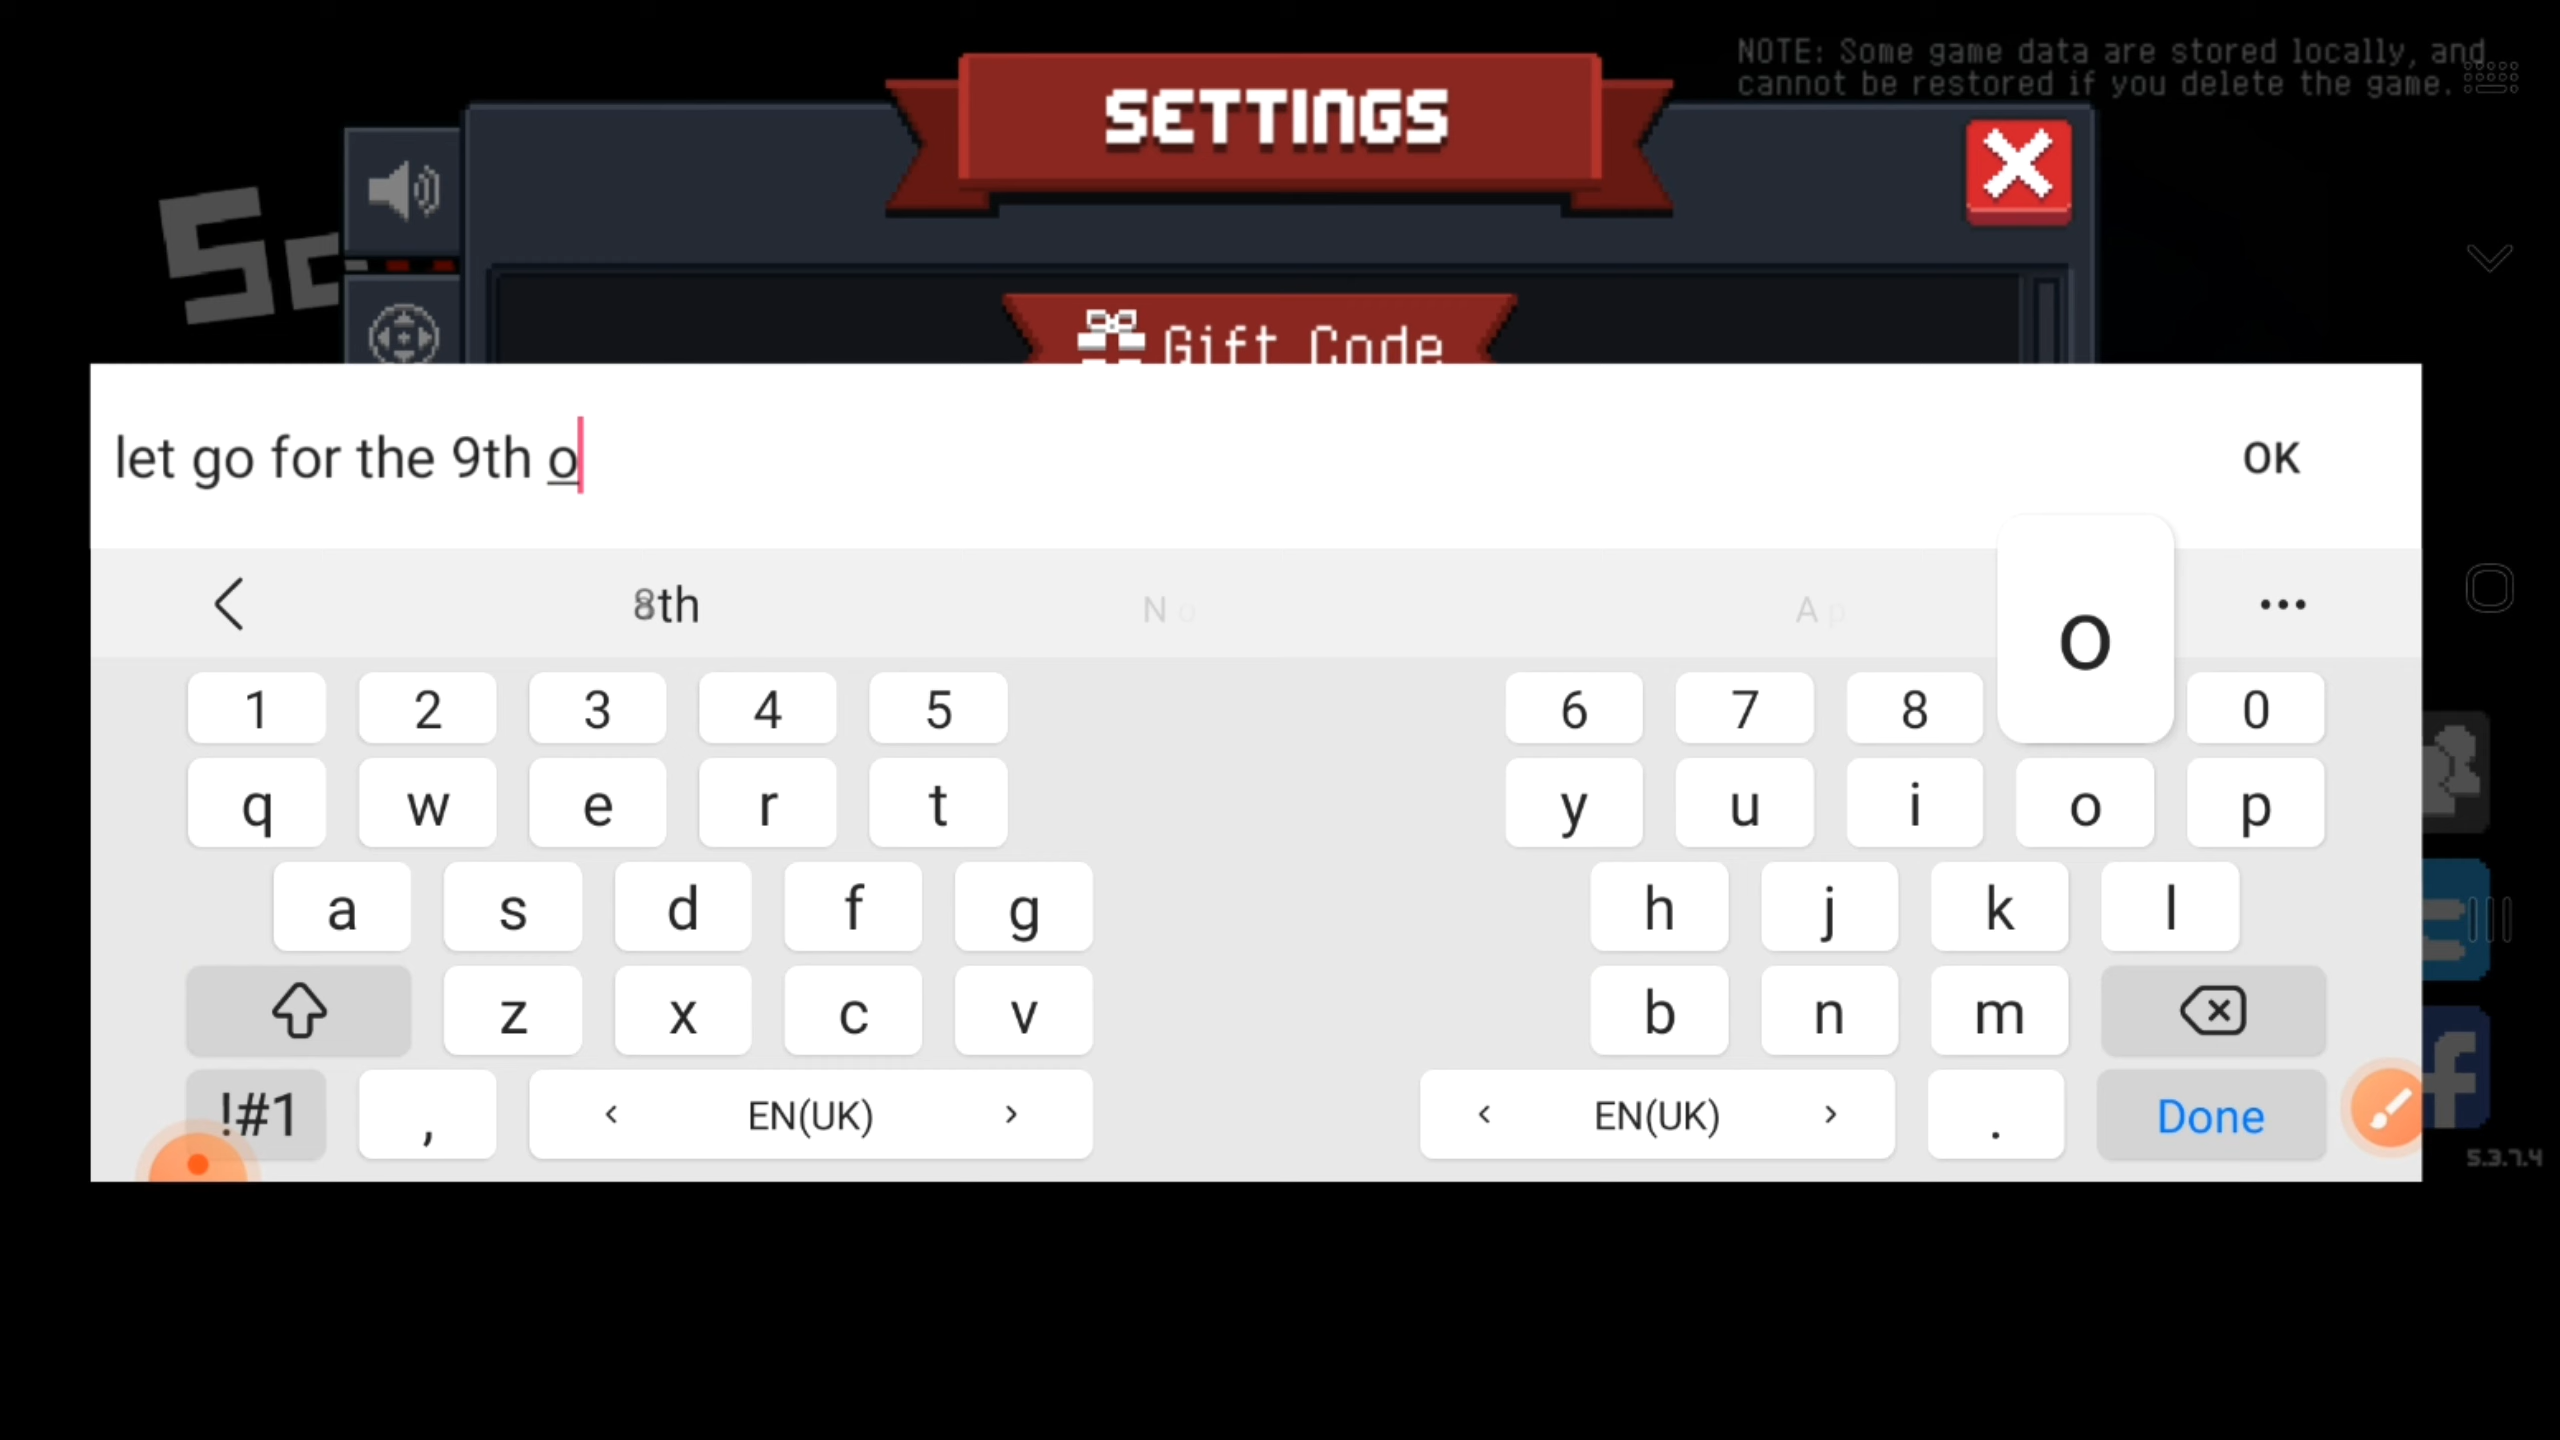 NOTE: Some game data are stored locally, and
cannot be restored if you delete the game.
SETTINGS
Gift Code
let go for the 9th o
OK
8th
o
1 2 3 4 5 6 7 8 0
q w e r t y u i o p
a s d f g h j k l
z x c v b n m
!#1 , < EN(UK) > < EN(UK) > . Done
5.3.7.4